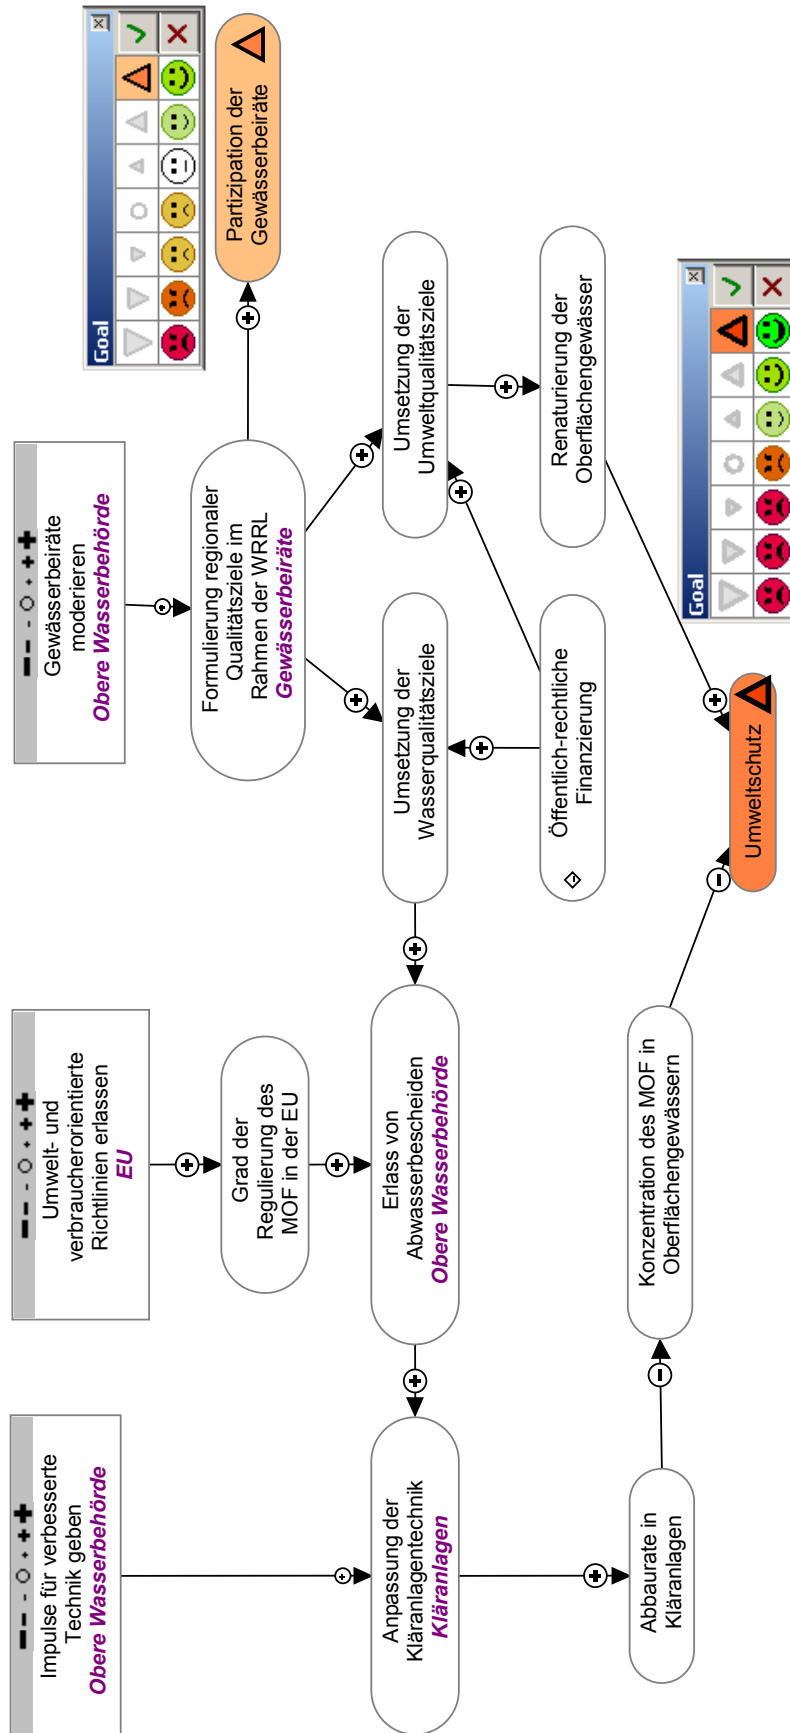 Impulse für verbesserte
Technik geben
Obere Wasserbehörde
Umwelt- und
verbraucherorientierte
Richtlinien erlassen
EU
Gewässerbeiräte
moderieren
Obere Wasserbehörde
Goal
Grad der
Regulierung des
MOF in der EU
Formulierung regionaler
Qualitätsziele im
Rahmen der WRRL
Gewässerbeiräte
Partizipation der
Gewässerbeiräte
Anpassung der
Kläranlagentechnik
Kläranlagen
Erlass von
Abwasserbescheiden
Obere Wasserbehörde
Umsetzung der
Wasserqualitätsziele
Umsetzung der
Umweltqualitätsziele
Öffentlich-rechtliche
Finanzierung
Renaturierung der
Oberflächengewässer
Abbaurate in
Kläranlagen
Konzentration des MOF in
Oberflächengewässern
Umweltschutz
Goal